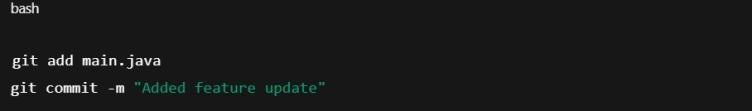 bash
git add main.java
git commit -m "Added feature update"